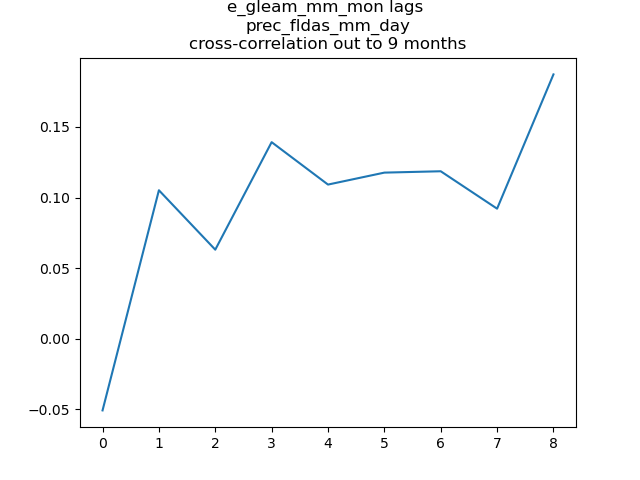 e_gleam_mm_mon lags
prec_fldas_mm_day
cross-correlation out to 9 months
0.15
0.10
0.05
0.00
−0.05
0 1 2 3 4 5 6 7 8